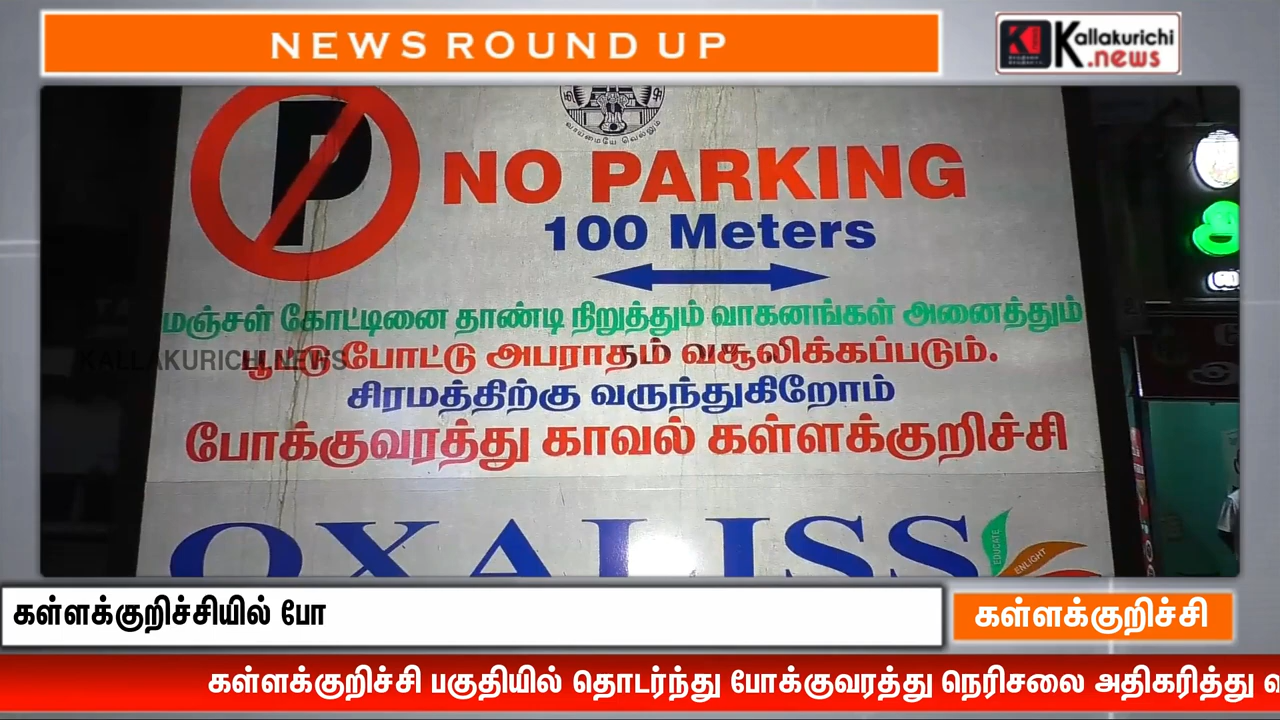 NEWS ROUND UP
Kallakurichi
.news
வாய்மையே வெல்லும்
NO PARKING
100 Meters
மஞ்சள் கோட்டினை தாண்டி நிறுத்தும் வாகனங்கள் அனைத்தும்
பூட்டு போட்டு அபராதம் வசூலிக்கப்படும்.
KALLAKURICHI.NEWS
சிரமத்திற்கு வருந்துகிறோம்
போக்குவரத்து காவல் கள்ளக்குறிச்சி
OXALISS
EDUCATE
ENLIGHT
கள்ளக்குறிச்சியில் போ
கள்ளக்குறிச்சி
கள்ளக்குறிச்சி பகுதியில் தொடர்ந்து போக்குவரத்து நெரிசலை அதிகரித்து